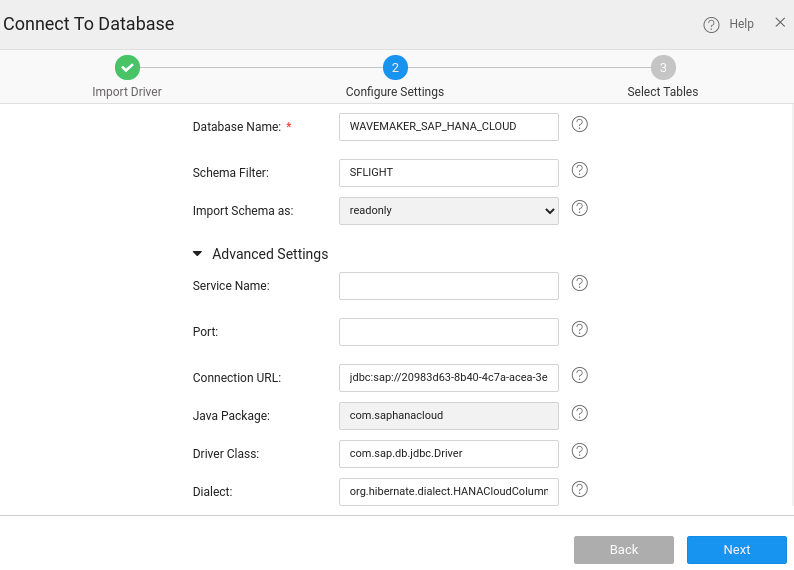 Connect To Database
Help
2
3
Import Driver
Configure Settings
Select Tables
Database Name: * WAVEMAKER_SAP_HANA_CLOUD
Schema Filter: SFLIGHT
Import Schema as: readonly
Advanced Settings
Service Name:
Port:
Connection URL: jdbc:sap://20983d63-8b40-4c7a-acea-3e
Java Package: com.saphanacloud
Driver Class: com.sap.db.jdbc.Driver
Dialect: org.hibernate.dialect.HANACloudColumn
Back
Next